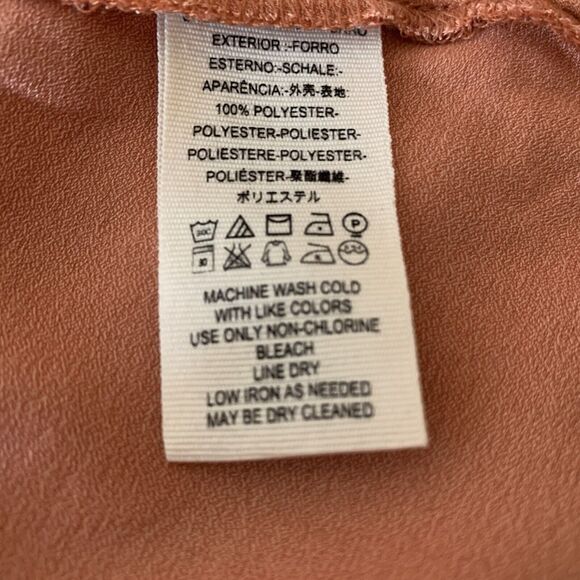 EXTERIOR:-FORRO
ESTERNO:-SCHALE:-
APARÊNCIA:-外壳-表地:
100% POLYESTER-
POLYESTER-POLIESTER-
POLIESTERE-POLYESTER-
POLIÉSTER-聚酯纖維-
ポリエステル
30C P
30
MACHINE WASH COLD
WITH LIKE COLORS
USE ONLY NON-CHLORINE
BLEACH
LINE DRY
LOW IRON AS NEEDED
MAY BE DRY CLEANED